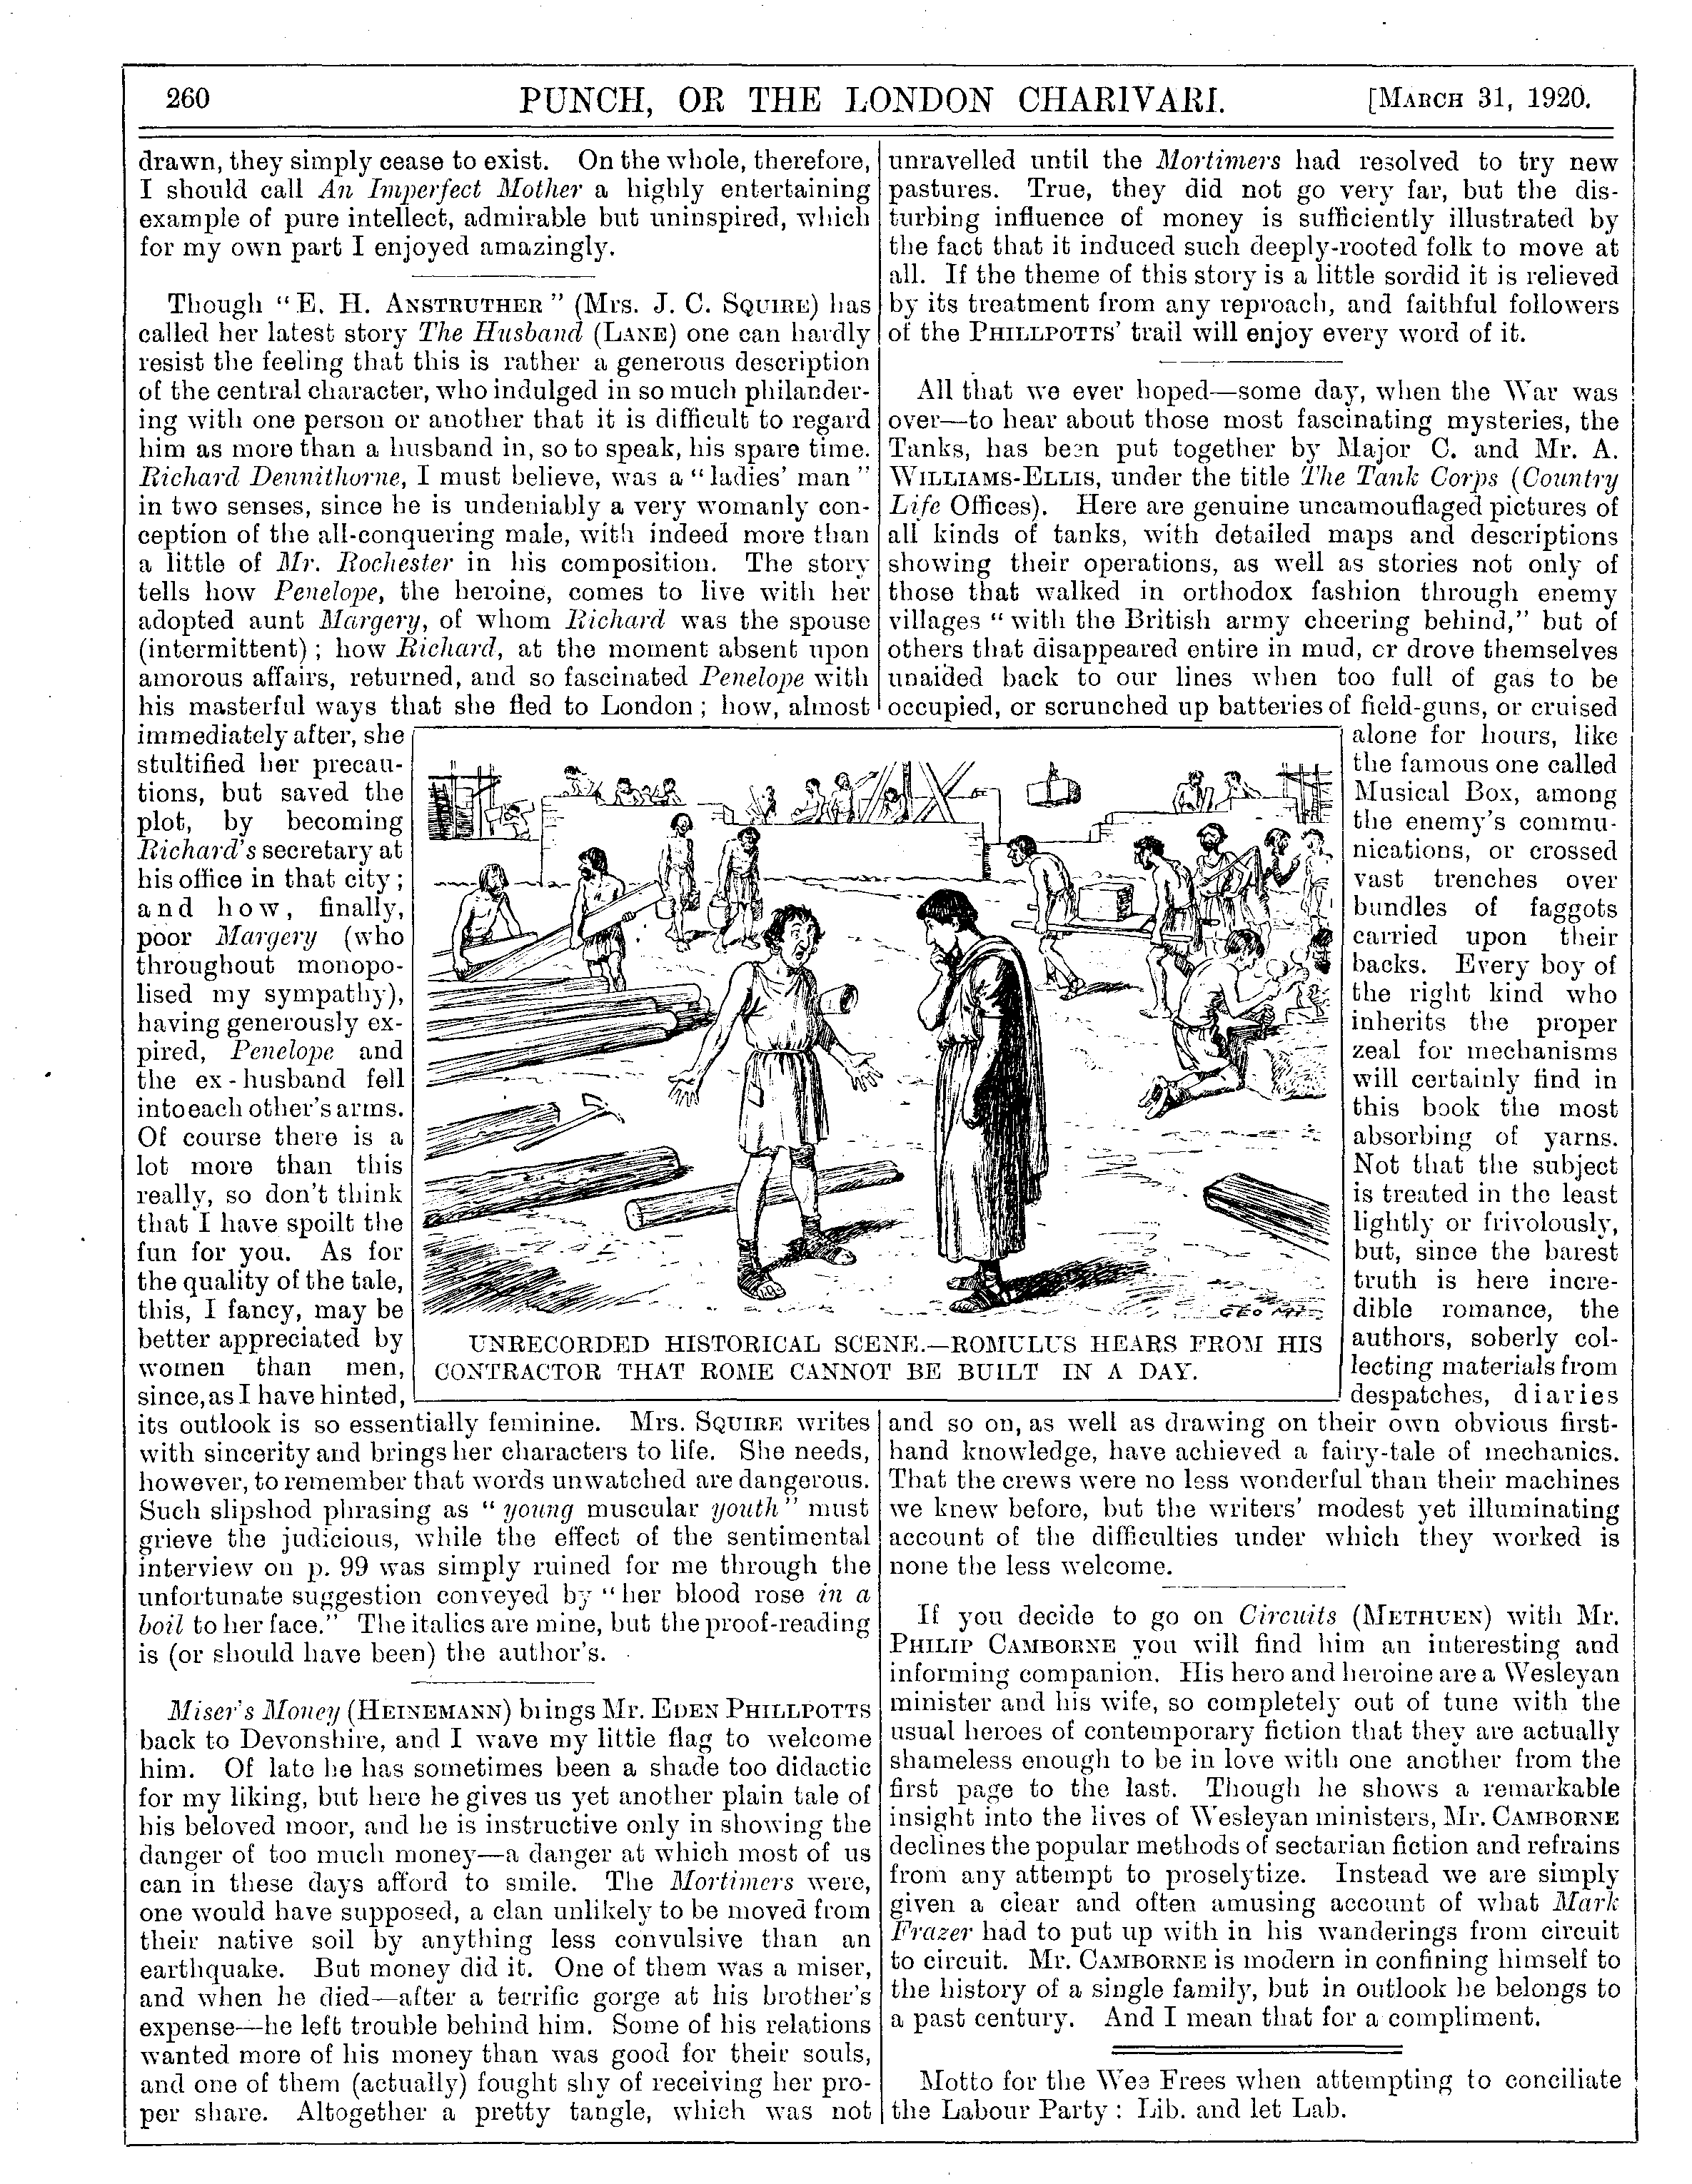 260
PUNCH, OR THE LONDON CHARIVARI.
[MARCH 31, 1920.
drawn, they simply cease to exist. On the whole, therefore,
I should call An Imperfect Mother a highly entertaining
example of pure intellect, admirable but uninspired, which
for my own part I enjoyed amazingly.
Though "E. H. ANSTRUTHER" (Mrs. J. C. SQUIRE) has
called her latest story The Husband (LANE) one can hardly
resist the feeling that this is rather a generous description
of the central character, who indulged in so much philander-
ing with one person or another that it is difficult to regard
him as more than a husband in, so to speak, his spare time.
Richard Dennithorne, I must believe, was a "ladies' man"
in two senses, since he is undeniably a very womanly con-
ception of the all-conquering male, with indeed more than
a little of Mr. Rochester in his composition. The story
tells how Penelope, the heroine, comes to live with her
adopted aunt Margery, of whom Richard was the spouse
(intermittent); how Richard, at the moment absent upon
amorous affairs, returned, and so fascinated Penelope with
his masterful ways that she fled to London; how, almost
immediately after, she
stultified her precau-
tions, but saved the
plot, by becoming
Richard's secretary at
his office in that city;
and how, finally,
poor Margery (who
throughout monopo-
lised my sympathy),
having generously ex-
pired, Penelope and
the ex-husband fell
into each other's arms.
Of course there is a
lot more than this
really, so don't think
that I have spoilt the
fun for you. As for
the quality of the tale,
this, I fancy, may be
better appreciated by
women than men,
since, as I have hinted,
its outlook is so essentially feminine. Mrs. SQUIRE writes
with sincerity and brings her characters to life. She needs,
however, to remember that words unwatched are dangerous.
Such slipshod phrasing as "young muscular youth" must
grieve the judicious, while the effect of the sentimental
interview on p. 99 was simply ruined for me through the
unfortunate suggestion conveyed by "her blood rose in a
boil to her face." The italics are mine, but the proof-reading
is (or should have been) the author's.
Miser's Money (HEINEMANN) brings Mr. EDEN PHILLPOTTS
back to Devonshire, and I wave my little flag to welcome
him. Of late he has sometimes been a shade too didactic
for my liking, but here he gives us yet another plain tale of
his beloved moor, and he is instructive only in showing the
danger of too much money—a danger at which most of us
can in these days afford to smile. The Mortimers were,
one would have supposed, a clan unlikely to be moved from
their native soil by anything less convulsive than an
earthquake. But money did it. One of them was a miser,
and when he died—after a terrific gorge at his brother's
expense—he left trouble behind him. Some of his relations
wanted more of his money than was good for their souls,
and one of them (actually) fought shy of receiving her pro-
per share. Altogether a pretty tangle, which was not
unravelled until the Mortimers had resolved to try new
pastures. True, they did not go very far, but the dis-
turbing influence of money is sufficiently illustrated by
the fact that it induced such deeply-rooted folk to move at
all. If the theme of this story is a little sordid it is relieved
by its treatment from any reproach, and faithful followers
of the PHILLPOTTS' trail will enjoy every word of it.
All that we ever hoped—some day, when the War was
over—to hear about those most fascinating mysteries, the
Tanks, has been put together by Major C. and Mr. A.
WILLIAMS-ELLIS, under the title The Tank Corps (Country
Life Offices). Here are genuine uncamouflaged pictures of
all kinds of tanks, with detailed maps and descriptions
showing their operations, as well as stories not only of
those that walked in orthodox fashion through enemy
villages "with the British army cheering behind," but of
others that disappeared entire in mud, or drove themselves
unaided back to our lines when too full of gas to be
occupied, or scrunched up batteries of field-guns, or cruised
alone for hours, like
the famous one called
Musical Box, among
the enemy's commu-
nications, or crossed
vast trenches over
bundles of faggots
carried upon their
backs. Every boy of
the right kind who
inherits the proper
zeal for mechanisms
will certainly find in
this book the most
absorbing of yarns.
Not that the subject
is treated in the least
lightly or frivolously,
but, since the barest
truth is here incre-
dible romance, the
authors, soberly col-
lecting materials from
despatches, diaries
and so on, as well as drawing on their own obvious first-
hand knowledge, have achieved a fairy-tale of mechanics.
That the crews were no less wonderful than their machines
we knew before, but the writers' modest yet illuminating
account of the difficulties under which they worked is
none the less welcome.
If you decide to go on Circuits (METHUEN) with Mr.
PHILIP CAMBORNE you will find him an interesting and
informing companion. His hero and heroine are a Wesleyan
minister and his wife, so completely out of tune with the
usual heroes of contemporary fiction that they are actually
shameless enough to be in love with one another from the
first page to the last. Though he shows a remarkable
insight into the lives of Wesleyan ministers, Mr. CAMBORNE
declines the popular methods of sectarian fiction and refrains
from any attempt to proselytize. Instead we are simply
given a clear and often amusing account of what Mark
Frazer had to put up with in his wanderings from circuit
to circuit. Mr. CAMBORNE is modern in confining himself to
the history of a single family, but in outlook he belongs to
a past century. And I mean that for a compliment.
Motto for the Wee Frees when attempting to conciliate
the Labour Party: Lib. and let Lab.
GEO
UNRECORDED HISTORICAL SCENE.—ROMULUS HEARS FROM HIS
CONTRACTOR THAT ROME CANNOT BE BUILT IN A DAY.